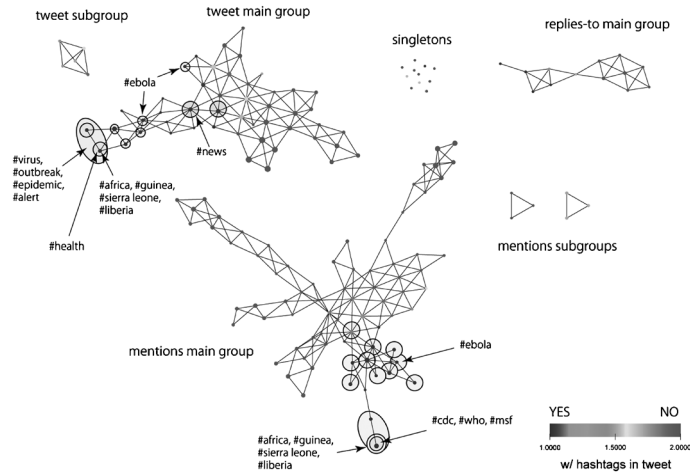 tweet subgroup
tweet main group
singletons
replies-to main group
#ebola
#news
#virus,
#outbreak,
#epidemic,
#alert
#africa, #guinea,
#sierra leone,
#liberia
#health
mentions subgroups
mentions main group
#ebola
#cdc, #who, #msf
#africa, #guinea,
#sierra leone,
#liberia
YES NO
1.0000 1.5000 2.0000
w/ hashtags in tweet